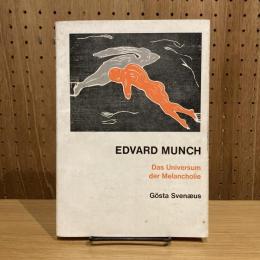 EDVARD MUNCH
Das Universum
der Melancholie
Gösta Svenæus